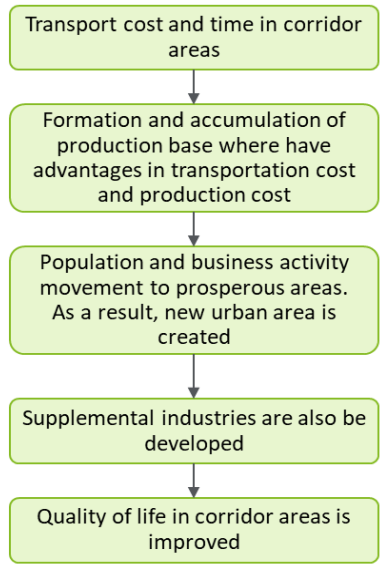 Transport cost and time in corridor
areas
Formation and accumulation of
production base where have
advantages in transportation cost
and production cost
Population and business activity
movement to prosperous areas.
As a result, new urban area is
created
Supplemental industries are also be
developed
Quality of life in corridor areas is
improved